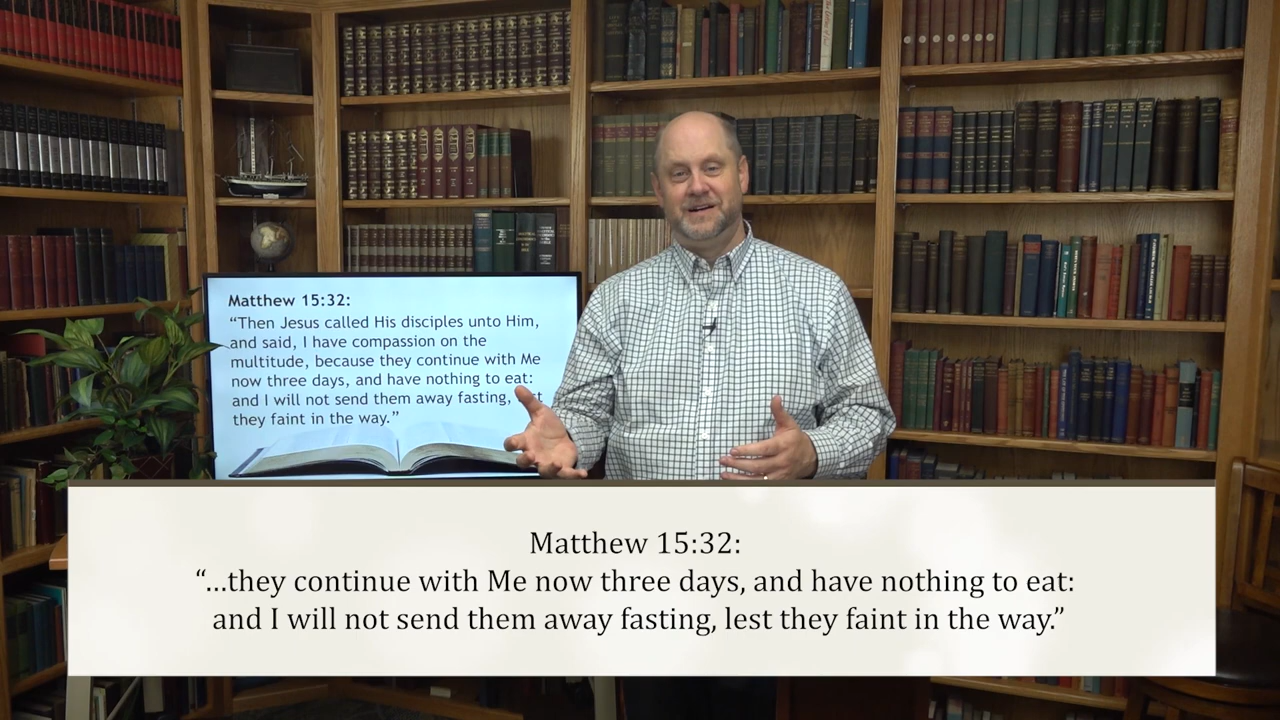 Matthew 15:32:
“Then Jesus called His disciples unto Him,
and said, I have compassion on the
multitude, because they continue with Me
now three days, and have nothing to eat:
and I will not send them away fasting,
they faint in the way.”
Matthew 15:32:
“...they continue with Me now three days, and have nothing to eat:
and I will not send them away fasting, lest they faint in the way.”